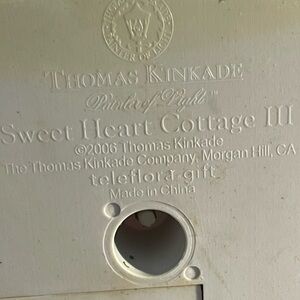 THOMAS KINKADE
Painter of Light™
Sweet Heart Cottage III
©2006 Thomas Kinkade
The Thomas Kinkade Company, Morgan Hill, CA
teleflora gift
Made in China